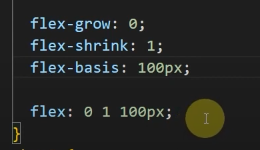 flex-grow: 0;
flex-shrink: 1;
flex-basis: 100px;
flex: 0 1 100px;
}